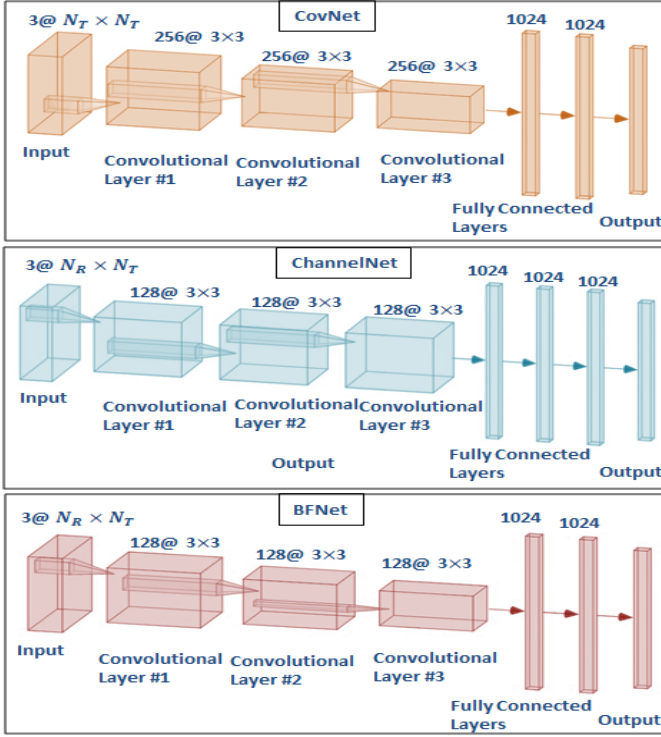 CovNet
3@ N_T × N_T
256@ 3×3
256@ 3×3
256@ 3×3
1024
1024
Input
Convolutional
Layer #1
Convolutional
Layer #2
Convolutional
Layer #3
Fully Connected
Layers
Output
ChannelNet
3@ N_R × N_T
128@ 3×3
128@ 3×3
128@ 3×3
1024
1024
1024
Input
Convolutional
Layer #1
Convolutional
Layer #2
Convolutional
Layer #3
Fully Connected
Layers
Output
Output
BFNet
3@ N_R × N_T
128@ 3×3
128@ 3×3
128@ 3×3
1024
1024
Input
Convolutional
Layer #1
Convolutional
Layer #2
Convolutional
Layer #3
Fully Connected
Layers
Output